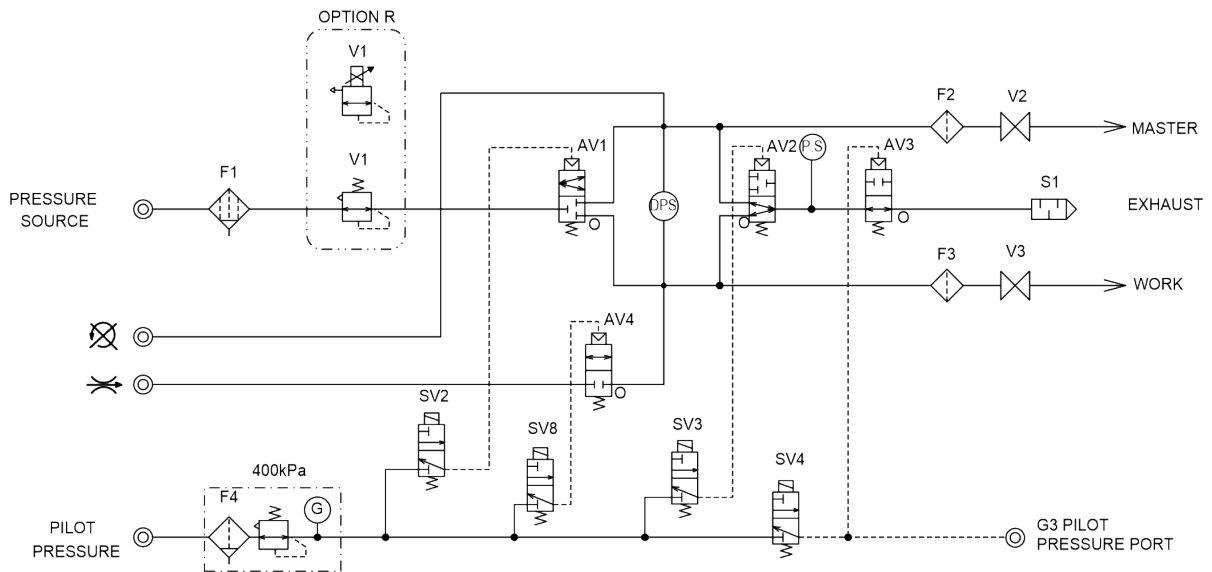 OPTION R
V1
V1
F1
PRESSURE
SOURCE
AV1
DPS
AV2
P.S
AV3
F2
V2
MASTER
S1
EXHAUST
F3
V3
WORK
AV4
SV2
SV8
SV3
SV4
400kPa
F4
G
PILOT
PRESSURE
G3 PILOT
PRESSURE PORT